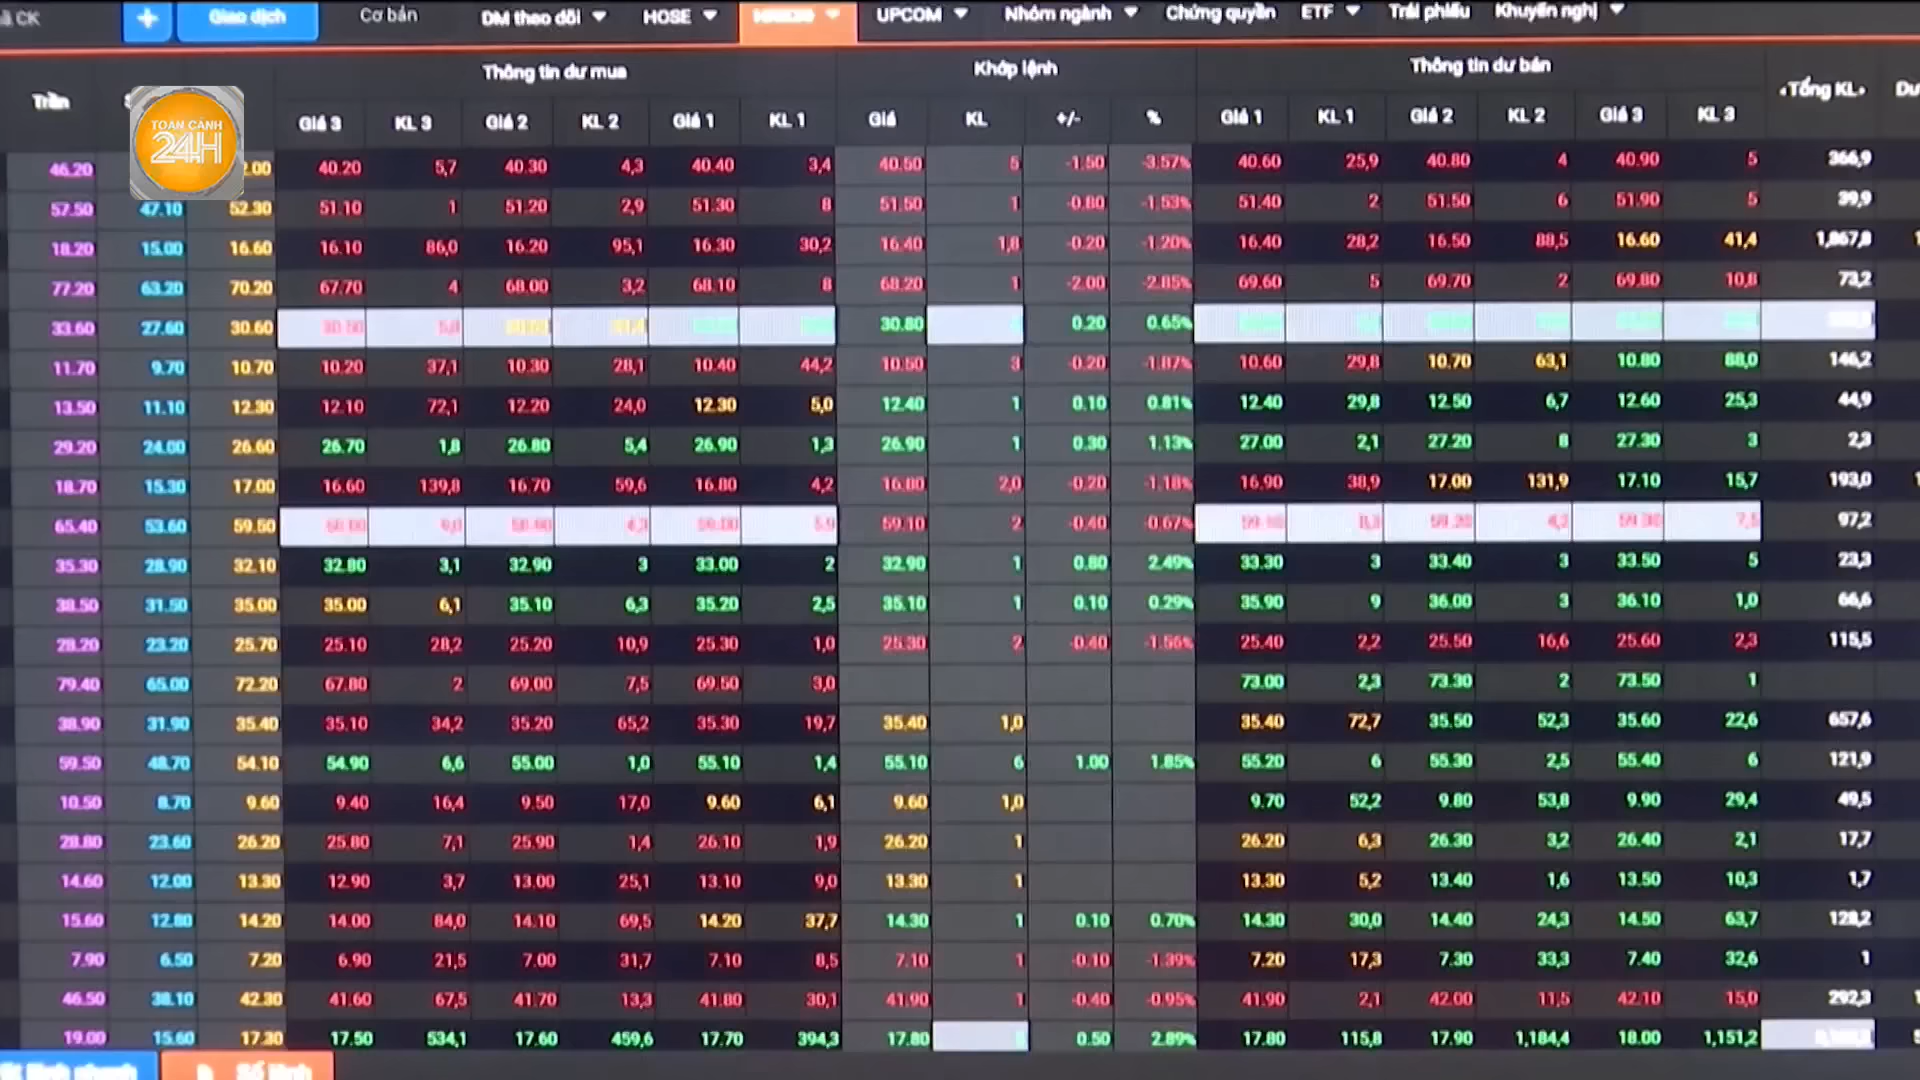 ã CK + Giao dịch Cơ bản DM theo dõi HOSE UPCOM Nhóm ngành Chứng quyền ETF Trái phiếu Khuyến nghị
Trần Thông tin dư mua Khớp lệnh Thông tin dư bán Tổng KL
Giá 3 KL 3 Giá 2 KL 2 Giá 1 KL 1 Giá KL +/- % Giá 1 KL 1 Giá 2 KL 2 Giá 3 KL 3
TOÀN CẢNH
24H
46.20 40.20 5,7 40.30 4,3 40.40 3,4 40.50 5 -1.50 -3.57% 40.60 25,9 40.80 4 40.90 5 366,9
57.50 47.10 52.30 51.10 1 51.20 2,9 51.30 8 51.50 1 -0.80 -1.53% 51.40 2 51.50 6 51.90 5 39,9
18.20 15.00 16.60 16.10 86,0 16.20 95,1 16.30 30,2 16.40 1,8 -0.20 -1.20% 16.40 28,2 16.50 88,5 16.60 41,4 1,867,8
77.20 63.20 70.20 67.70 4 68.00 3,2 68.10 8 68.20 1 -2.00 -2.85% 69.60 5 69.70 2 69.80 10,8 73,2
33.60 27.60 30.60 30.80 0.20 0.65%
11.70 9.70 10.70 10.20 37,1 10.30 28,1 10.40 44,2 10.50 3 -0.20 -1.87% 10.60 29,8 10.70 63,1 10.80 88,0 146,2
13.50 11.10 12.30 12.10 72,1 12.20 24,0 12.30 5,0 12.40 1 0.10 0.81% 12.40 29,8 12.50 6,7 12.60 25,3 44,9
29.20 24.00 26.60 26.70 1,8 26.80 5,4 26.90 1,3 26.90 1 0.30 1.13% 27.00 2,1 27.20 8 27.30 3 2,3
18.70 15.30 17.00 16.60 139,8 16.70 59,6 16.80 4,2 16.80 2,0 -0.20 -1.18% 16.90 38,9 17.00 131,9 17.10 15,7 193,0
65.40 53.60 59.50 59.10 2 -0.40 -0.67% 97,2
35.30 28.90 32.10 32.80 3,1 32.90 3 33.00 2 32.90 1 0.80 2.49% 33.30 3 33.40 3 33.50 5 23,3
38.50 31.50 35.00 35.00 6,1 35.10 6,3 35.20 2,5 35.10 1 0.10 0.29% 35.90 9 36.00 3 36.10 1,0 66,6
28.20 23.20 25.70 25.10 28,2 25.20 10,9 25.30 1,0 25.30 2 -0.40 -1.56% 25.40 2,2 25.50 16,6 25.60 2,3 115,5
79.40 65.00 72.20 67.80 2 69.00 7,5 69.50 3,0 73.00 2,3 73.30 2 73.50 1
38.90 31.90 35.40 35.10 34,2 35.20 65,2 35.30 19,7 35.40 1,0 35.40 72,7 35.50 52,3 35.60 22,6 657,6
59.50 48.70 54.10 54.90 6,6 55.00 1,0 55.10 1,4 55.10 6 1.00 1.85% 55.20 6 55.30 2,5 55.40 6 121,9
10.50 8.70 9.60 9.40 16,4 9.50 17,0 9.60 6,1 9.60 1,0 9.70 52,2 9.80 53,8 9.90 29,4 49,5
28.80 23.60 26.20 25.80 7,1 25.90 1,4 26.10 1,9 26.20 1 26.20 6,3 26.30 3,2 26.40 2,1 17,7
14.60 12.00 13.30 12.90 3,7 13.00 25,1 13.10 9,0 13.30 1 13.30 5,2 13.40 1,6 13.50 10,3 1,7
15.60 12.80 14.20 14.00 84,0 14.10 69,5 14.20 37,7 14.30 1 0.10 0.70% 14.30 30,0 14.40 24,3 14.50 63,7 128,2
7.90 6.50 7.20 6.90 21,5 7.00 31,7 7.10 8,5 7.10 1 -0.10 -1.39% 7.20 17,3 7.30 33,3 7.40 32,6 1
46.50 38.10 42.30 41.60 67,5 41.70 13,3 41.80 30,1 41.90 1 -0.40 -0.95% 41.90 2,1 42.00 11,5 42.10 15,0 292,3
19.00 15.60 17.30 17.50 534,1 17.60 459,6 17.70 394,3 17.80 0.50 2.89% 17.80 115,8 17.90 1,184,4 18.00 1,151,2
Sổ lệnh